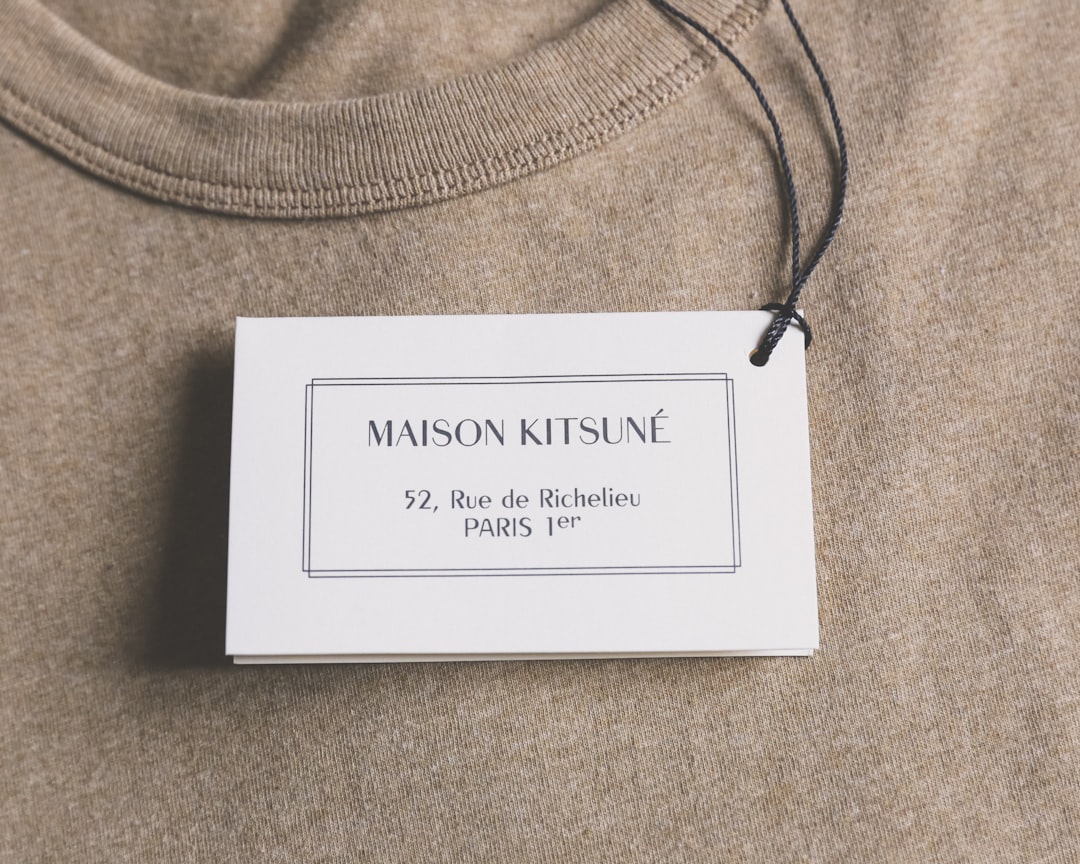 MAISON KITSUNÉ
52, Rue de Richelieu
PARIS 1er